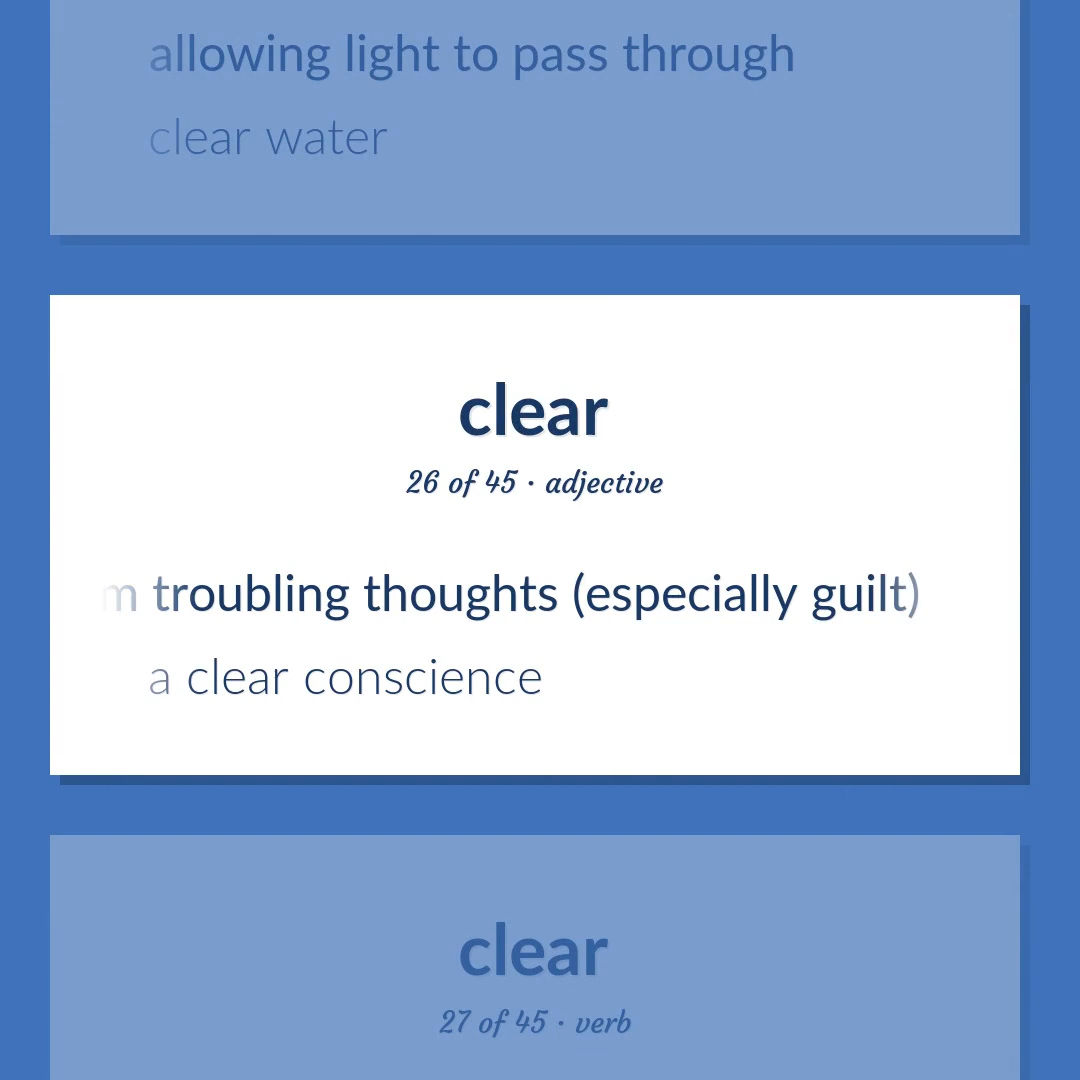 allowing light to pass through
clear water
clear
26 of 45 · adjective
troubling thoughts (especially guilt)
a clear conscience
clear
27 of 45 · verb